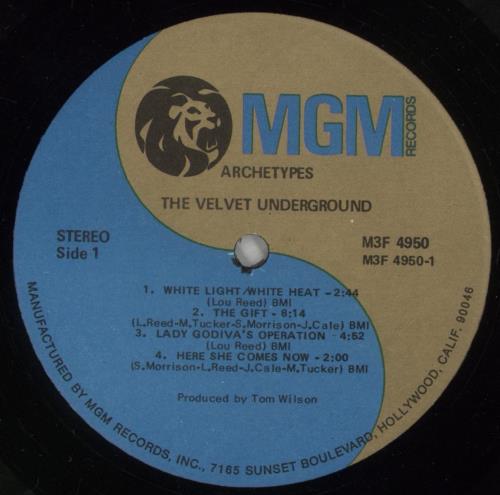 MGM
RECORDS
ARCHETYPES
THE VELVET UNDERGROUND
STEREO
Side 1
M3F 4950
M3F 4950-1
1. WHITE LIGHT/WHITE HEAT - 2:44
(Lou Reed) BMI
2. THE GIFT - 8:14
(L.Reed-M.Tucker-S.Morrison-J.Cale) BMI
3. LADY GODIVA'S OPERATION - 4:52
(Lou Reed) BMI
4. HERE SHE COMES NOW - 2:00
(S.Morrison-L.Reed-J.Cale-M.Tucker) BMI
Produced by Tom Wilson
MANUFACTURED BY MGM RECORDS, INC., 7165 SUNSET BOULEVARD, HOLLYWOOD, CALIF. 90046